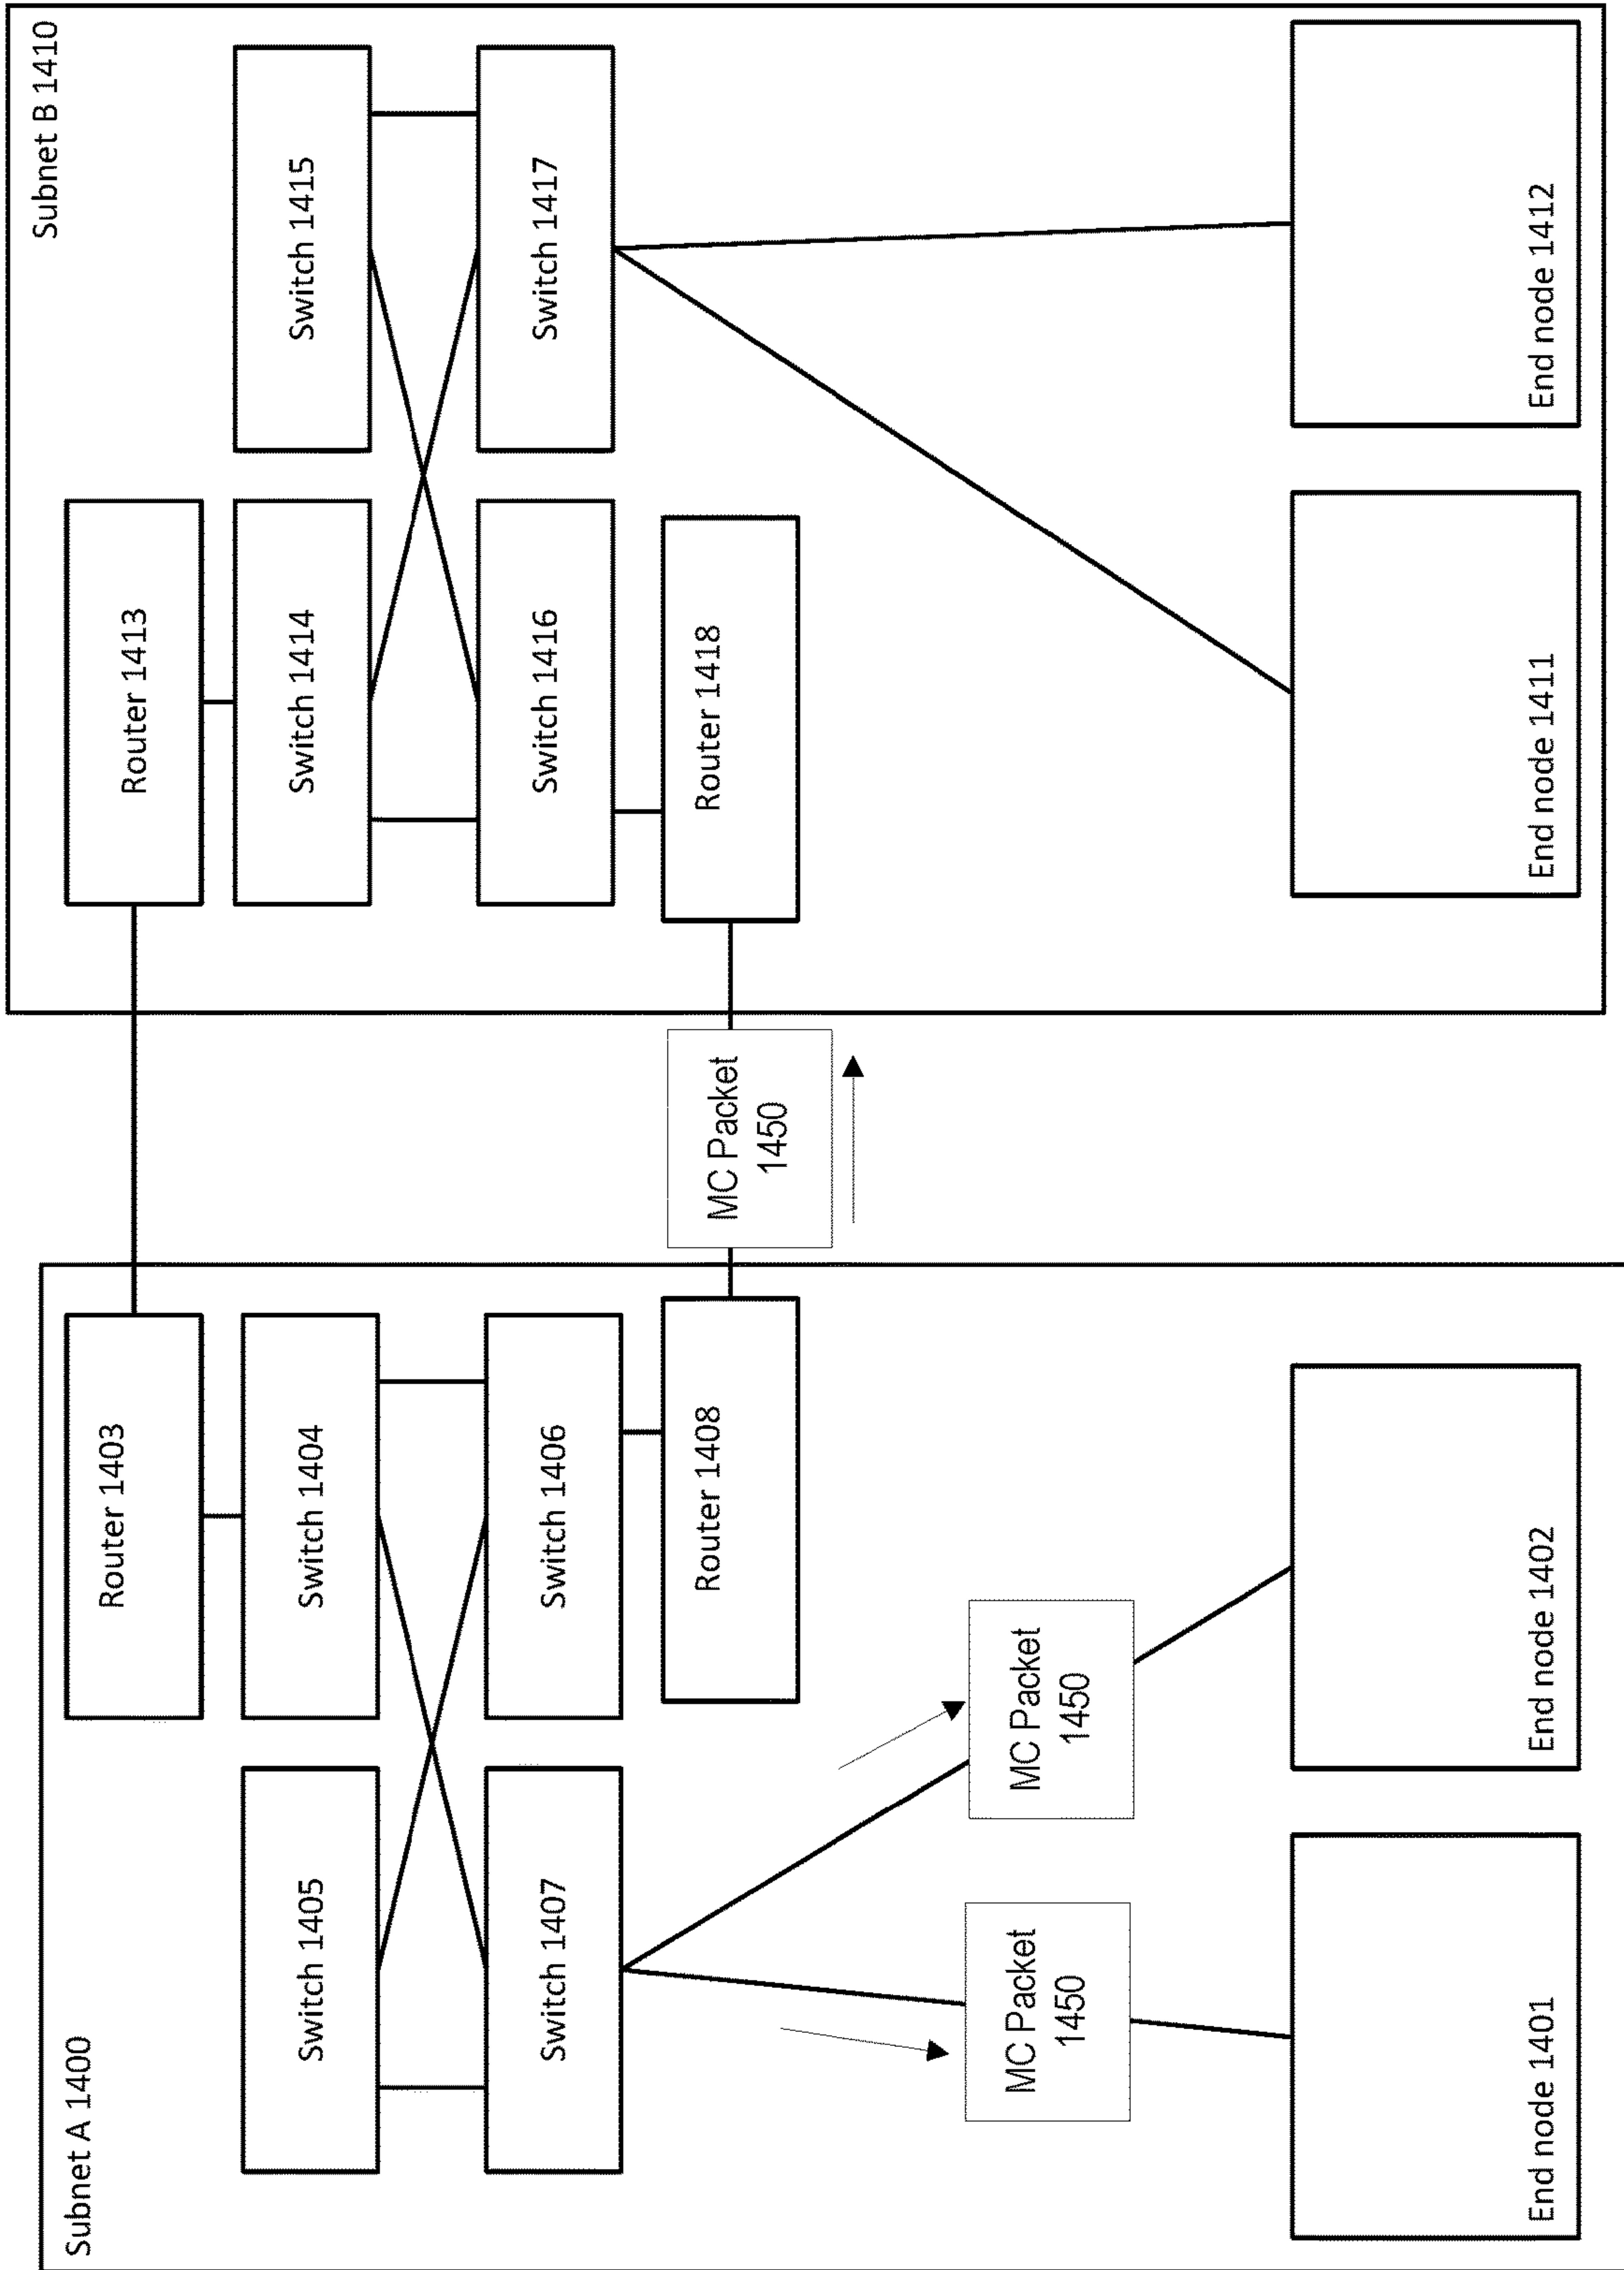 Subnet A 1400
Subnet B 1410
Router 1403
Router 1413
Switch 1405
Switch 1404
Switch 1414
Switch 1415
Switch 1407
Switch 1406
Switch 1416
Switch 1417
Router 1408
MC Packet
1450
Router 1418
MC Packet
1450
MC Packet
1450
End node 1401
End node 1402
End node 1411
End node 1412